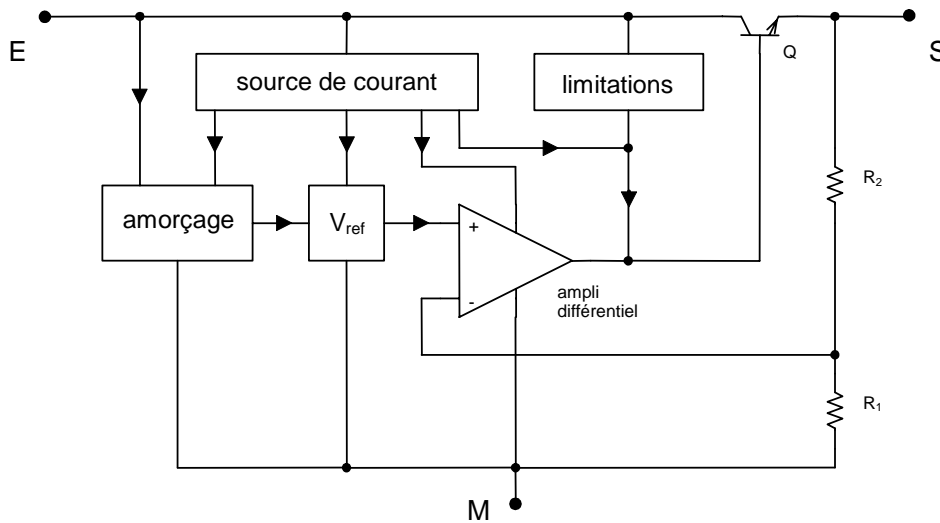 E
S
Q
source de courant
limitations
R2
amorçage
Vref
+
-
ampli
différentiel
R1
M